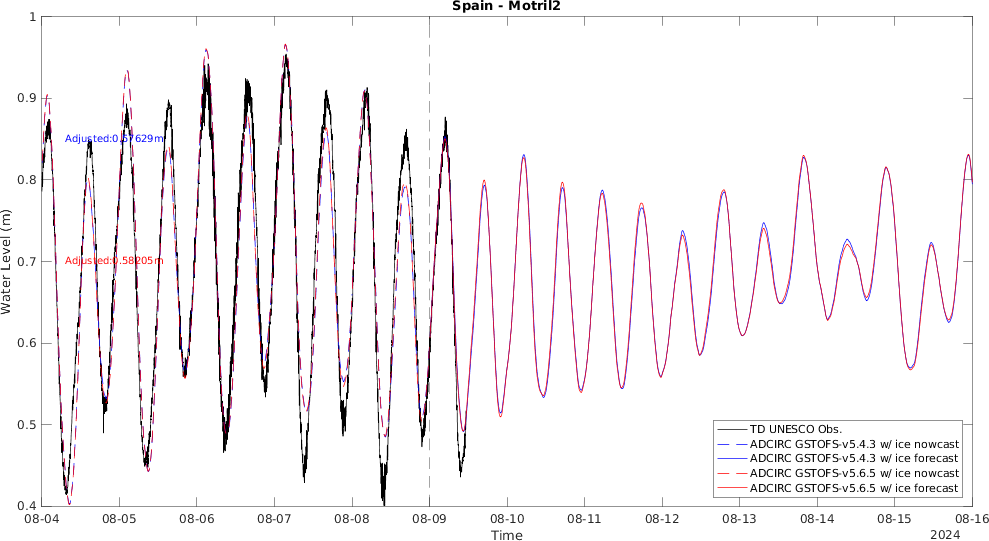 Spain - Motril2
Water Level (m)
1
0.9
0.8
0.7
0.6
0.5
0.4
Adjusted:0.57629m
Adjusted:0.58205m
TD UNESCO Obs.
ADCIRC GSTOFS-v5.4.3 w/ ice nowcast
ADCIRC GSTOFS-v5.4.3 w/ ice forecast
ADCIRC GSTOFS-v5.6.5 w/ ice nowcast
ADCIRC GSTOFS-v5.6.5 w/ ice forecast
08-04 08-05 08-06 08-07 08-08 08-09 08-10 08-11 08-12 08-13 08-14 08-15 08-16
Time
2024